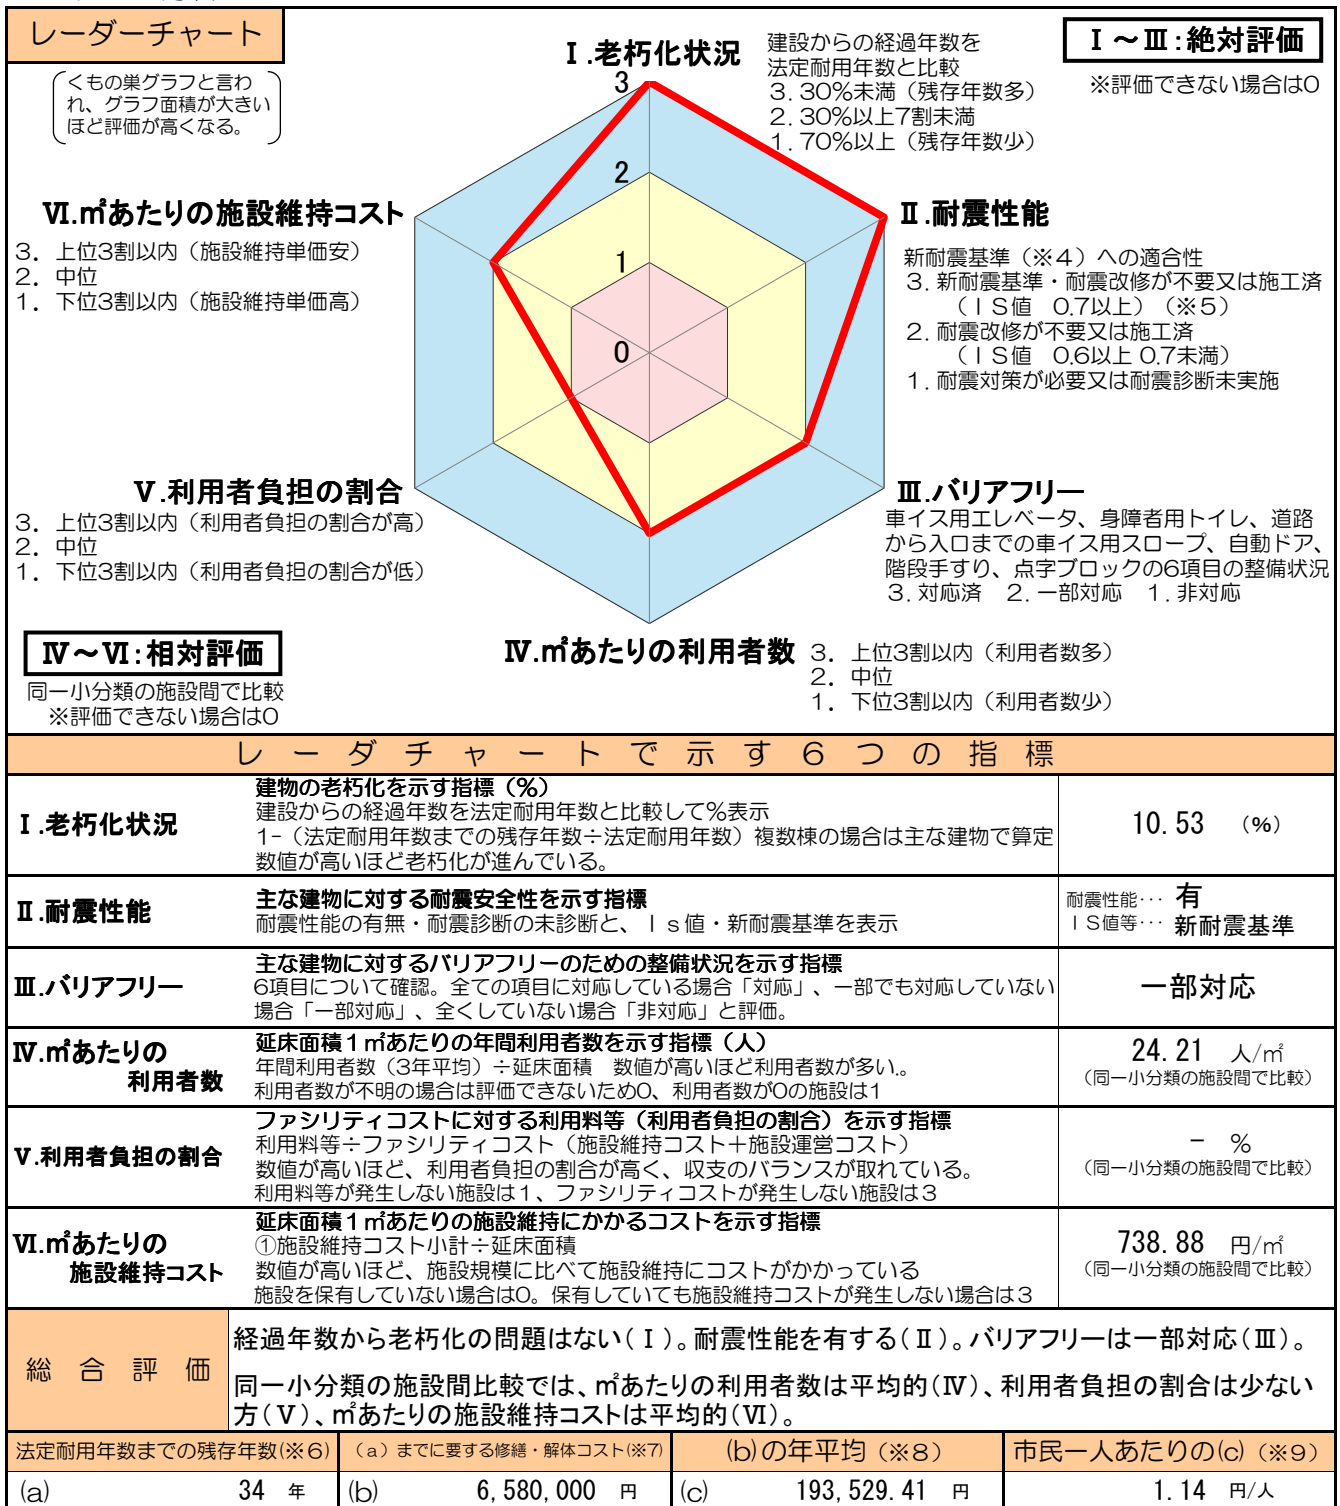 レーダーチャート
くもの巣グラフと言わ
れ、グラフ面積が大きい
ほど評価が高くなる。
Ⅰ.老朽化状況
建設からの経過年数を
法定耐用年数と比較
3. 30%未満（残存年数多）
2. 30%以上7割未満
1. 70%以上（残存年数少）
Ⅰ～Ⅲ:絶対評価
※評価できない場合は0
3
2
1
0
Ⅵ.㎡あたりの施設維持コスト
3. 上位3割以内（施設維持単価安）
2. 中位
1. 下位3割以内（施設維持単価高）
Ⅱ.耐震性能
新耐震基準（※4）への適合性
3. 新耐震基準・耐震改修が不要又は施工済
（ＩＳ値 0.7以上）（※5）
2. 耐震改修が不要又は施工済
（ＩＳ値 0.6以上 0.7未満）
1. 耐震対策が必要又は耐震診断未実施
Ⅴ.利用者負担の割合
3. 上位3割以内（利用者負担の割合が高）
2. 中位
1. 下位3割以内（利用者負担の割合が低）
Ⅲ.バリアフリー
車イス用エレベータ、身障者用トイレ、道路
から入口までの車イス用スロープ、自動ドア、
階段手すり、点字ブロックの6項目の整備状況
3. 対応済 2. 一部対応 1. 非対応
Ⅳ～Ⅵ:相対評価
同一小分類の施設間で比較
※評価できない場合は0
Ⅳ.㎡あたりの利用者数
3. 上位3割以内（利用者数多）
2. 中位
1. 下位3割以内（利用者数少）
レーダチャートで示す６つの指標
Ⅰ.老朽化状況
建物の老朽化を示す指標（%）
建設からの経過年数を法定耐用年数と比較して%表示
1-（法定耐用年数までの残存年数÷法定耐用年数）複数棟の場合は主な建物で算定
数値が高いほど老朽化が進んでいる。
10.53 （%）
Ⅱ.耐震性能
主な建物に対する耐震安全性を示す指標
耐震性能の有無・耐震診断の未診断と、Ｉｓ値・新耐震基準を表示
耐震性能… 有
ＩＳ値等… 新耐震基準
Ⅲ.バリアフリー
主な建物に対するバリアフリーのための整備状況を示す指標
6項目について確認。全ての項目に対応している場合「対応」、一部でも対応していない
場合「一部対応」、全くしていない場合「非対応」と評価。
一部対応
Ⅳ.㎡あたりの
利用者数
延床面積１㎡あたりの年間利用者数を示す指標（人）
年間利用者数（3年平均）÷延床面積 数値が高いほど利用者数が多い。
利用者数が不明の場合は評価できないため0、利用者数が0の施設は1
24.21 人/㎡
（同一小分類の施設間で比較）
Ⅴ.利用者負担の割合
ファシリティコストに対する利用料等（利用者負担の割合）を示す指標
利用料等÷ファシリティコスト（施設維持コスト＋施設運営コスト）
数値が高いほど、利用者負担の割合が高く、収支のバランスが取れている。
利用料等が発生しない施設は１、ファシリティコストが発生しない施設は３
- %
（同一小分類の施設間で比較）
Ⅵ.㎡あたりの
施設維持コスト
延床面積１㎡あたりの施設維持にかかるコストを示す指標
①施設維持コスト小計÷延床面積
数値が高いほど、施設規模に比べて施設維持にコストがかかっている
施設を保有していない場合は0。保有していても施設維持コストが発生しない場合は３
738.88 円/㎡
（同一小分類の施設間で比較）
総合評価
経過年数から老朽化の問題はない(Ⅰ)。耐震性能を有する(Ⅱ)。バリアフリーは一部対応(Ⅲ)。
同一小分類の施設間比較では、㎡あたりの利用者数は平均的(Ⅳ)、利用者負担の割合は少ない
方(Ⅴ)、㎡あたりの施設維持コストは平均的(Ⅵ)。
法定耐用年数までの残存年数(※6)
（a）までに要する修繕・解体コスト(※7)
(b)の年平均（※8）
市民一人あたりの(c)（※9）
(a) 34 年
(b) 6,580,000 円
(c) 193,529.41 円
1.14 円/人